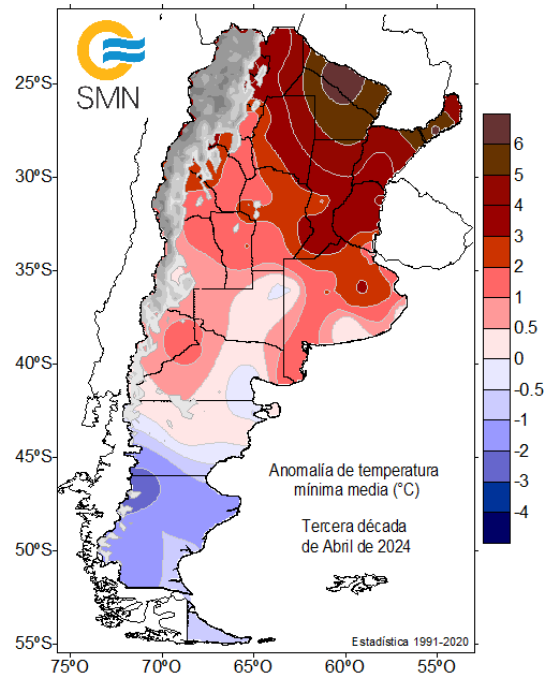 SMN
25°S
30°S
35°S
40°S
45°S
50°S
55°S
75°O
70°O
65°O
60°O
55°O
6
5
4
3
2
1
0.5
0
-0.5
-1
-2
-3
-4
Anomalía de temperatura
mínima media (°C)
Tercera década
de Abril de 2024
Estadística 1991-2020